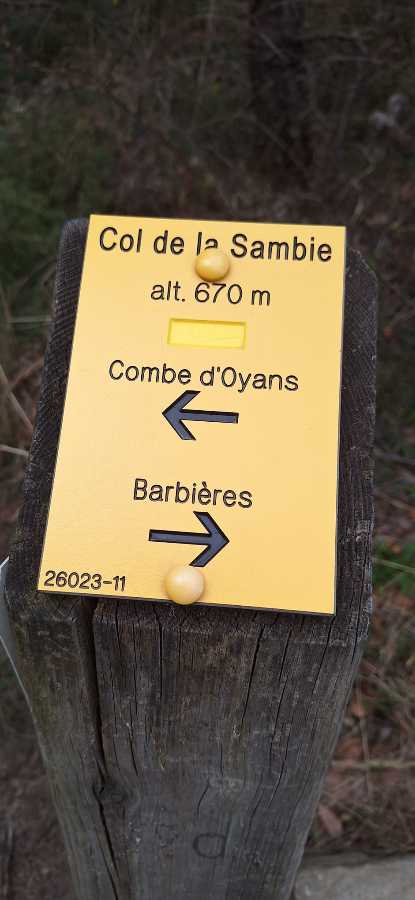 Col de la Sambie
alt. 670 m
Combe d'Oyans
Barbières
26023-11